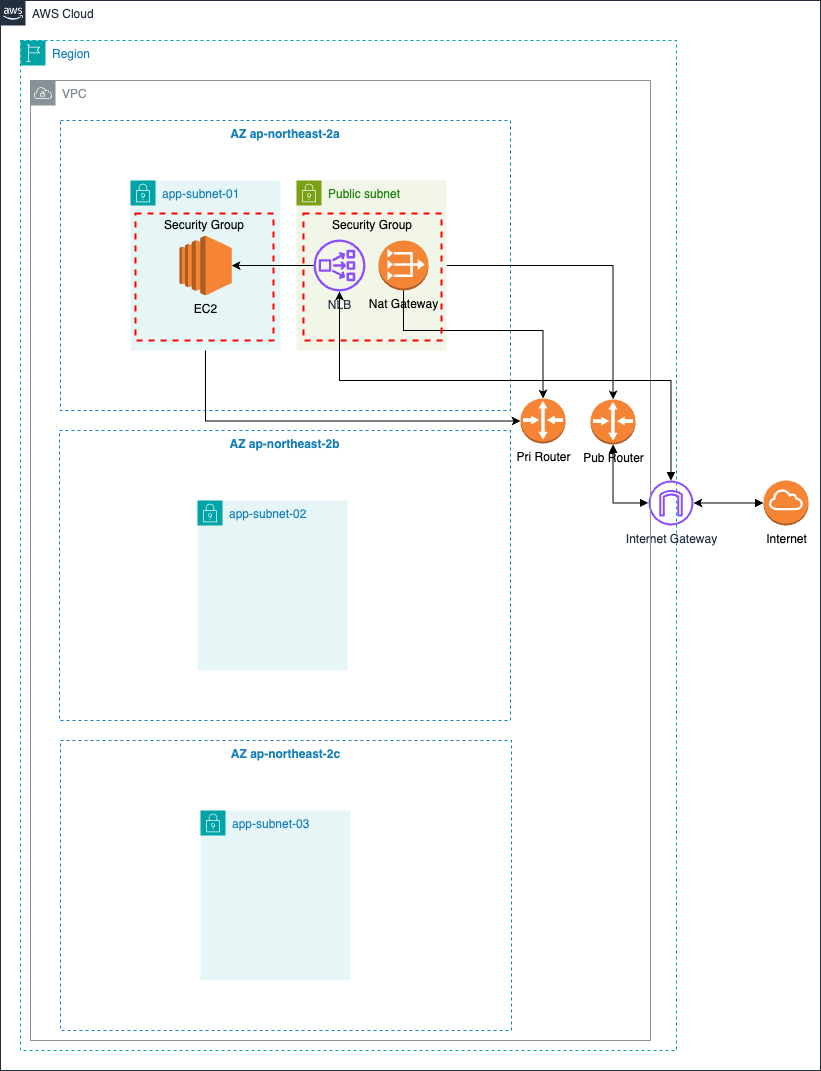 aws
AWS Cloud
Region
VPC
AZ ap-northeast-2a
app-subnet-01
Public subnet
Security Group
Security Group
EC2
NLB
Nat Gateway
Pri Router
Pub Router
AZ ap-northeast-2b
app-subnet-02
Internet Gateway
Internet
AZ ap-northeast-2c
app-subnet-03